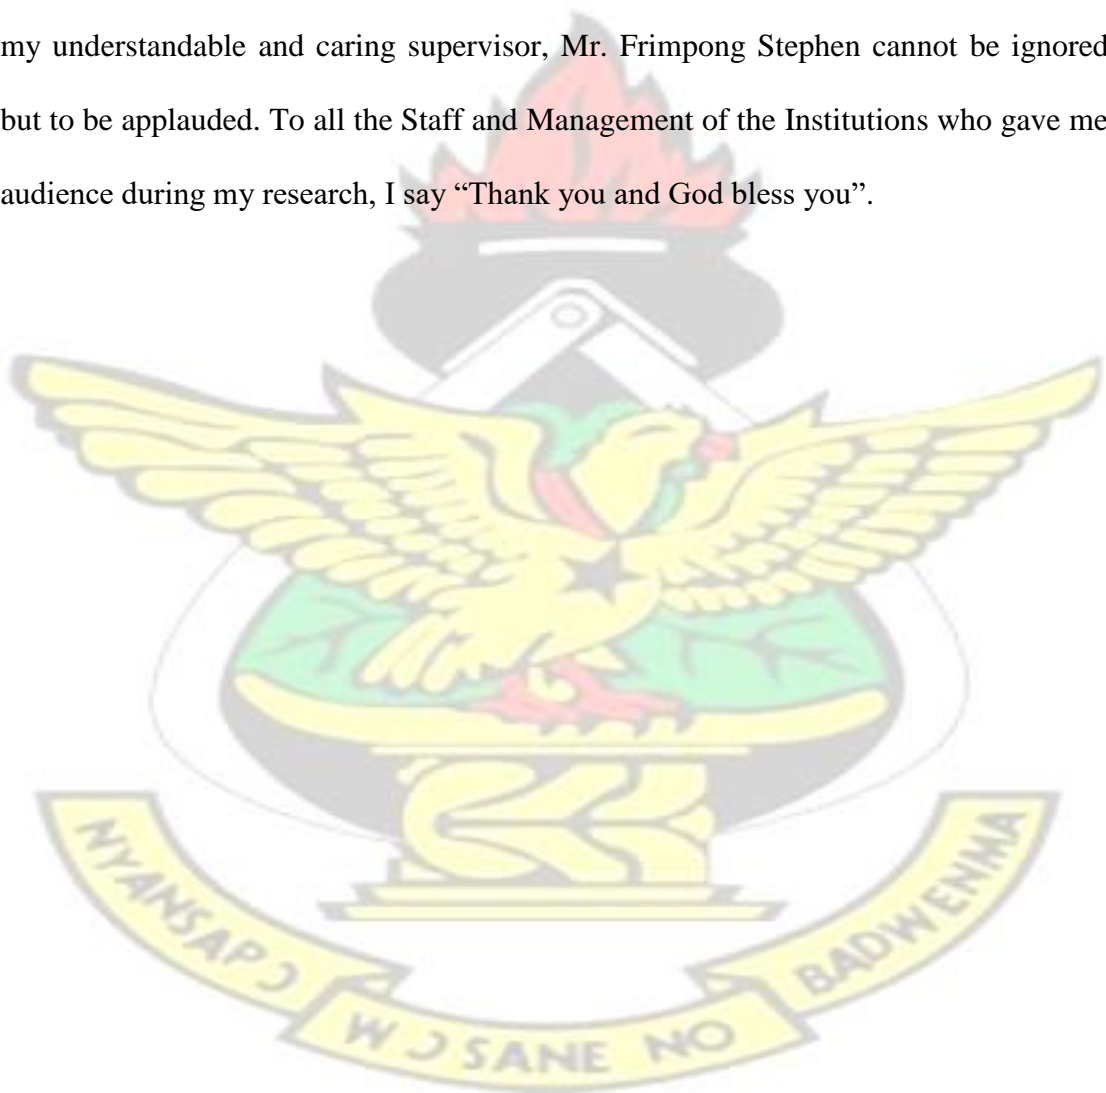 my understandable and caring supervisor, Mr. Frimpong Stephen cannot be ignored
but to be applauded. To all the Staff and Management of the Institutions who gave me
audience during my research, I say “Thank you and God bless you”.
NYANSAPƆ
WƆSANE NO
BADWENMA